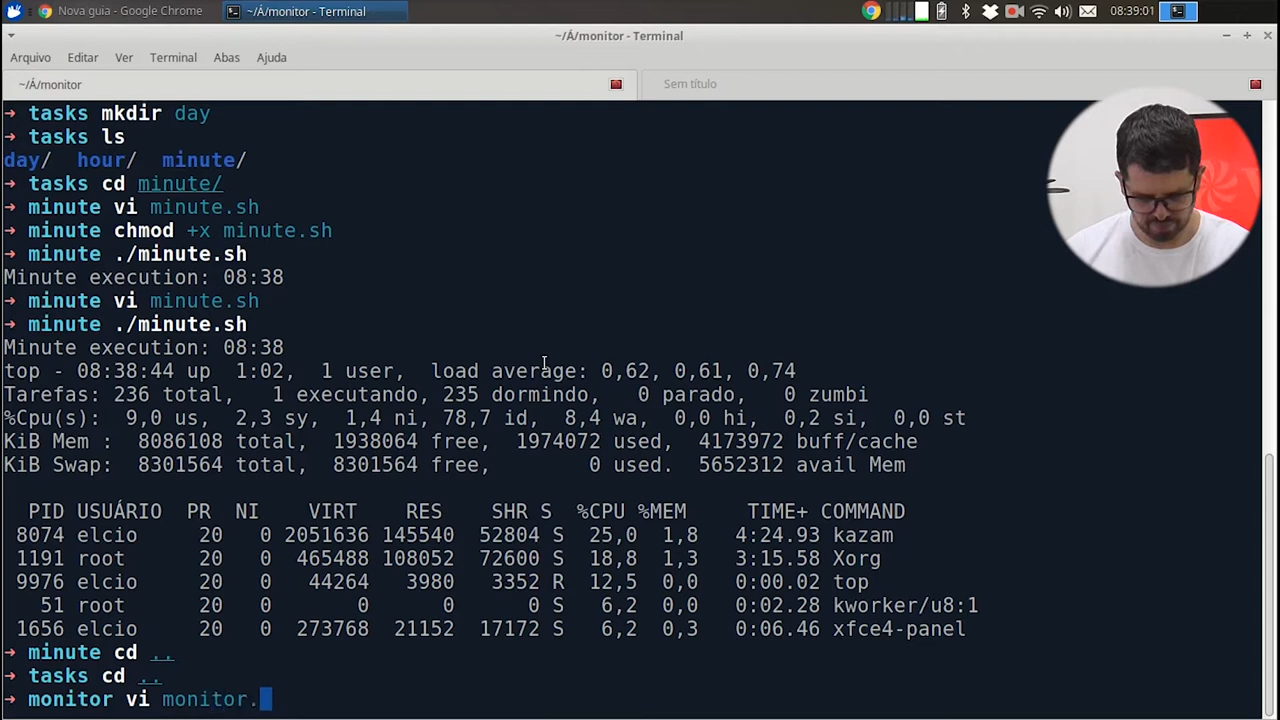 Nova guia - Google Chrome
~/Á/monitor - Terminal
08:39:01
~/Á/monitor - Terminal
Arquivo Editar Ver Terminal Abas Ajuda
~/Á/monitor
Sem título
➜ tasks mkdir day
➜ tasks ls
day/ hour/ minute/
➜ tasks cd minute/
➜ minute vi minute.sh
➜ minute chmod +x minute.sh
➜ minute ./minute.sh
Minute execution: 08:38
➜ minute vi minute.sh
➜ minute ./minute.sh
Minute execution: 08:38
top - 08:38:44 up 1:02, 1 user, load average: 0,62, 0,61, 0,74
Tarefas: 236 total, 1 executando, 235 dormindo, 0 parado, 0 zumbi
%Cpu(s): 9,0 us, 2,3 sy, 1,4 ni, 78,7 id, 8,4 wa, 0,0 hi, 0,2 si, 0,0 st
KiB Mem : 8086108 total, 1938064 free, 1974072 used, 4173972 buff/cache
KiB Swap: 8301564 total, 8301564 free, 0 used. 5652312 avail Mem
PID USUÁRIO PR NI VIRT RES SHR S %CPU %MEM TIME+ COMMAND
8074 elcio 20 0 2051636 145540 52804 S 25,0 1,8 4:24.93 kazam
1191 root 20 0 465488 108052 72600 S 18,8 1,3 3:15.58 Xorg
9976 elcio 20 0 44264 3980 3352 R 12,5 0,0 0:00.02 top
51 root 20 0 0 0 0 S 6,2 0,0 0:02.28 kworker/u8:1
1656 elcio 20 0 273768 21152 17172 S 6,2 0,3 0:06.46 xfce4-panel
➜ minute cd ..
➜ tasks cd ..
➜ monitor vi monitor.